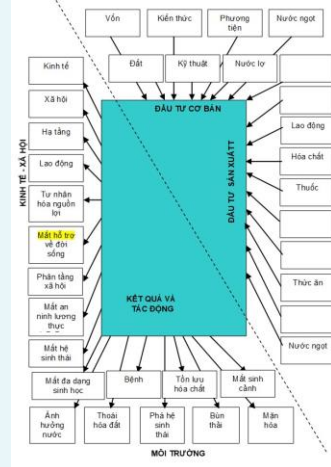 Vốn
Kiến thức
Phương
tiện
Nước ngọt
Đất
Kỹ thuật
Nước lợ
ĐẦU TƯ CƠ BẢN
Kinh tế
Xã hội
Hạ tầng
Lao động
Tư nhân
hóa nguồn
lợi
Mất hỗ trợ
về đời
sống
Phân tầng
xã hội
Mất an
ninh lương
thực
Mất hệ
sinh thái
KINH TẾ - XÃ HỘI
ĐẦU TƯ SẢN XUẤTT
Lao động
Hóa chất
Thuốc
Thức ăn
Nước ngọt
KẾT QUẢ VÀ
TÁC ĐỘNG
Mất đa dạng
sinh học
Bệnh
Tồn lưu
hóa chất
Mất sinh
cảnh
Ảnh
hưởng
nước
Thoái
hóa đất
Phá hệ
sinh
thái
Bùn
thải
Mặn
hóa
MÔI TRƯỜNG